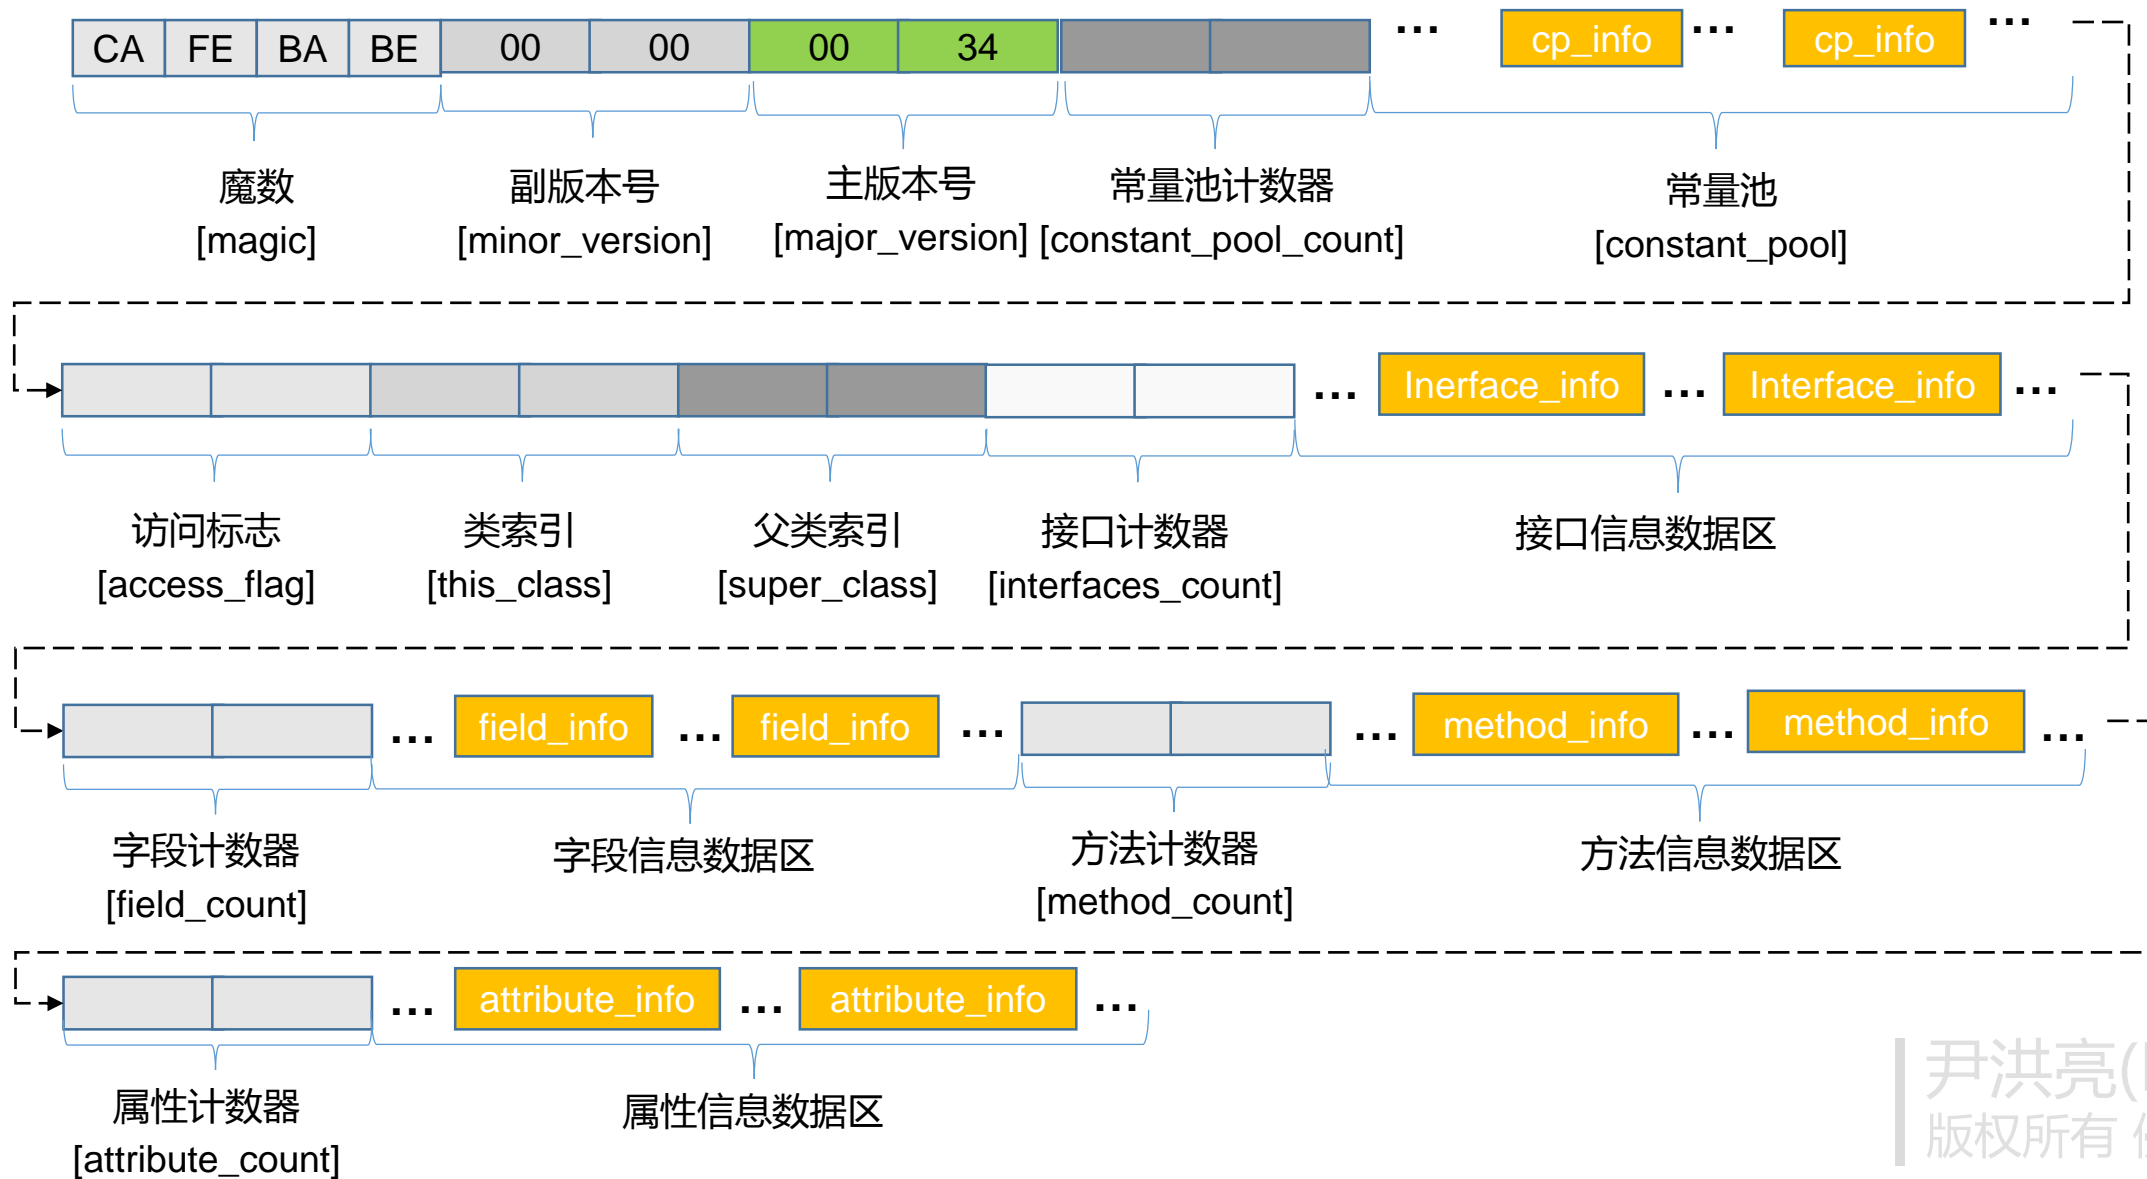 CA FE BA BE 00 00 00 34 ... cp_info ... cp_info ...
魔数 副版本号 主版本号 常量池计数器 常量池
[magic] [minor_version] [major_version] [constant_pool_count] [constant_pool]
... Inerface_info ... Interface_info ...
访问标志 类索引 父类索引 接口计数器 接口信息数据区
[access_flag] [this_class] [super_class] [interfaces_count]
... field_info ... field_info ... ... method_info ... method_info ...
字段计数器 字段信息数据区 方法计数器 方法信息数据区
[field_count] [method_count]
... attribute_info ... attribute_info ...
属性计数器 属性信息数据区
[attribute_count]
尹洪亮(
版权所有